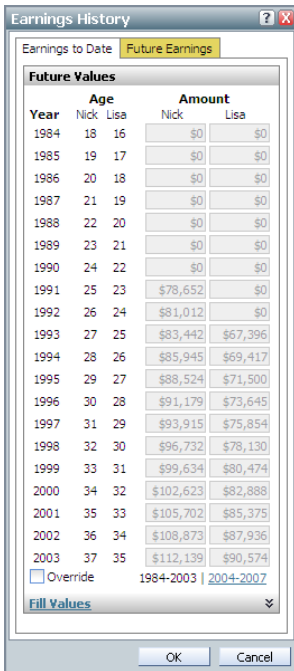 Earnings History ? X
Earnings to Date Future Earnings
Future Values
Age Amount
Year Nick Lisa Nick Lisa
1984 18 16 $0 $0
1985 19 17 $0 $0
1986 20 18 $0 $0
1987 21 19 $0 $0
1988 22 20 $0 $0
1989 23 21 $0 $0
1990 24 22 $0 $0
1991 25 23 $78,652 $0
1992 26 24 $81,012 $0
1993 27 25 $83,442 $67,396
1994 28 26 $85,945 $69,417
1995 29 27 $88,524 $71,500
1996 30 28 $91,179 $73,645
1997 31 29 $93,915 $75,854
1998 32 30 $96,732 $78,130
1999 33 31 $99,634 $80,474
2000 34 32 $102,623 $82,888
2001 35 33 $105,702 $85,375
2002 36 34 $108,873 $87,936
2003 37 35 $112,139 $90,574
Override 1984-2003 | 2004-2007
Fill Values
OK Cancel